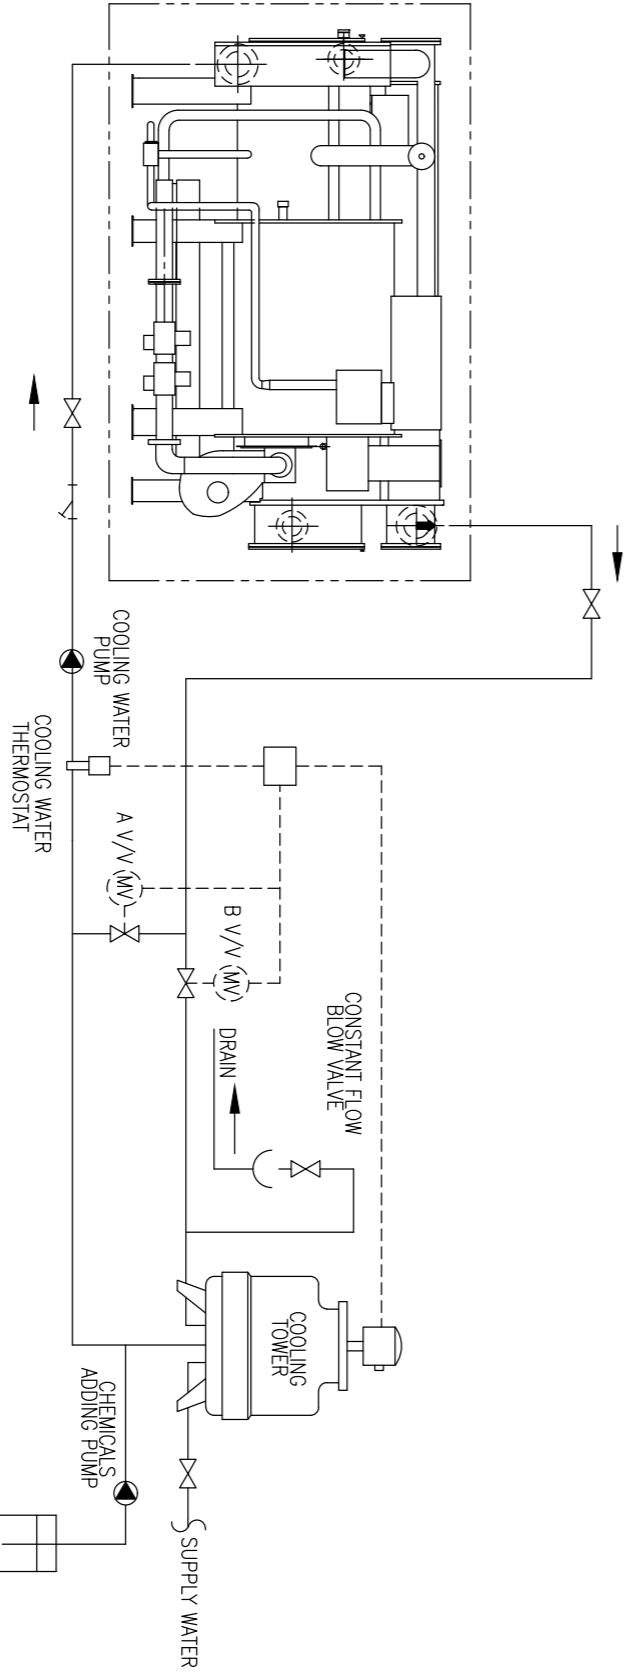 COOLING WATER
PUMP
COOLING WATER
THERMOSTAT
A V/V
MV
B V/V
MV
DRAIN
CONSTANT FLOW
BLOW VALVE
COOLING
TOWER
CHEMICALS
ADDING PUMP
SUPPLY WATER